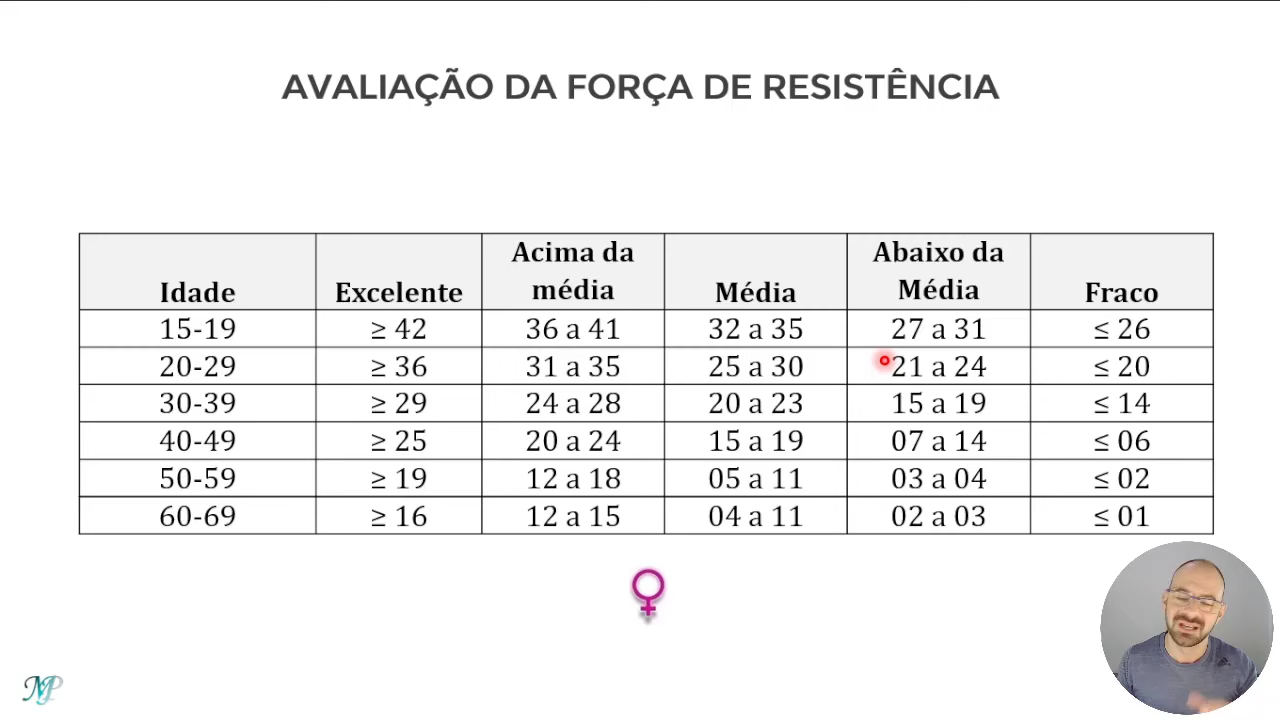 AVALIAÇÃO DA FORÇA DE RESISTÊNCIA
Idade Excelente Acima da média Média Abaixo da Média Fraco
15-19 ≥ 42 36 a 41 32 a 35 27 a 31 ≤ 26
20-29 ≥ 36 31 a 35 25 a 30 21 a 24 ≤ 20
30-39 ≥ 29 24 a 28 20 a 23 15 a 19 ≤ 14
40-49 ≥ 25 20 a 24 15 a 19 07 a 14 ≤ 06
50-59 ≥ 19 12 a 18 05 a 11 03 a 04 ≤ 02
60-69 ≥ 16 12 a 15 04 a 11 02 a 03 ≤ 01
MP